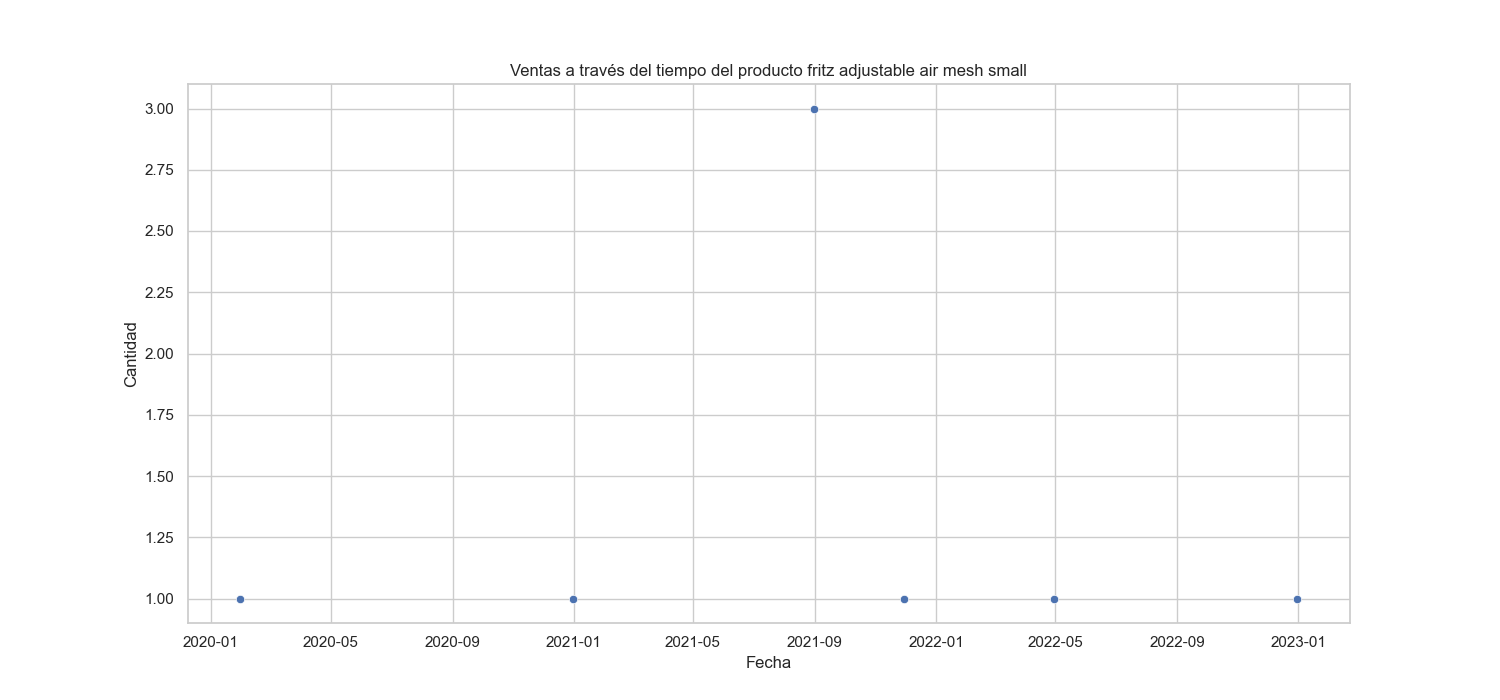 Ventas a través del tiempo del producto fritz adjustable air mesh small
3.00
2.75
2.50
2.25
2.00
1.75
1.50
1.25
1.00
Cantidad
2020-01 2020-05 2020-09 2021-01 2021-05 2021-09 2022-01 2022-05 2022-09 2023-01
Fecha